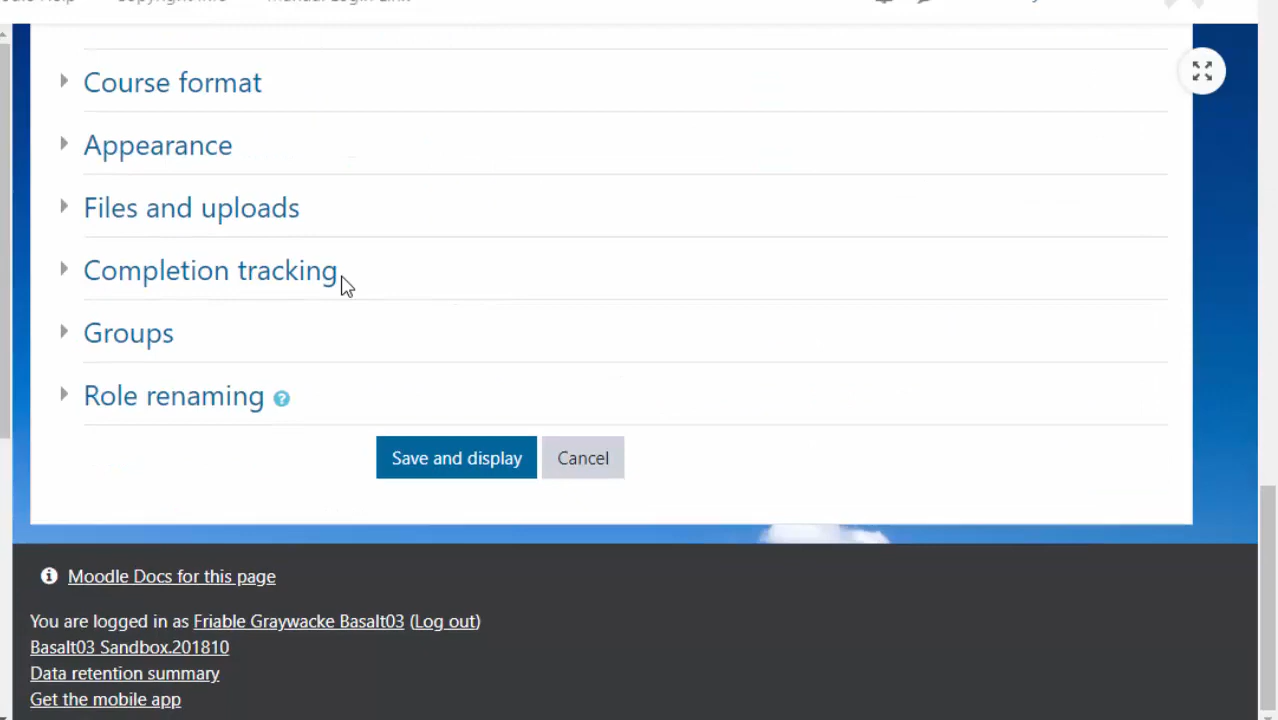 Course format
Appearance
Files and uploads
Completion tracking
Groups
Role renaming ?
Save and display Cancel
Moodle Docs for this page
You are logged in as Friable Graywacke Basalt03 (Log out)
Basalt03 Sandbox.201810
Data retention summary
Get the mobile app